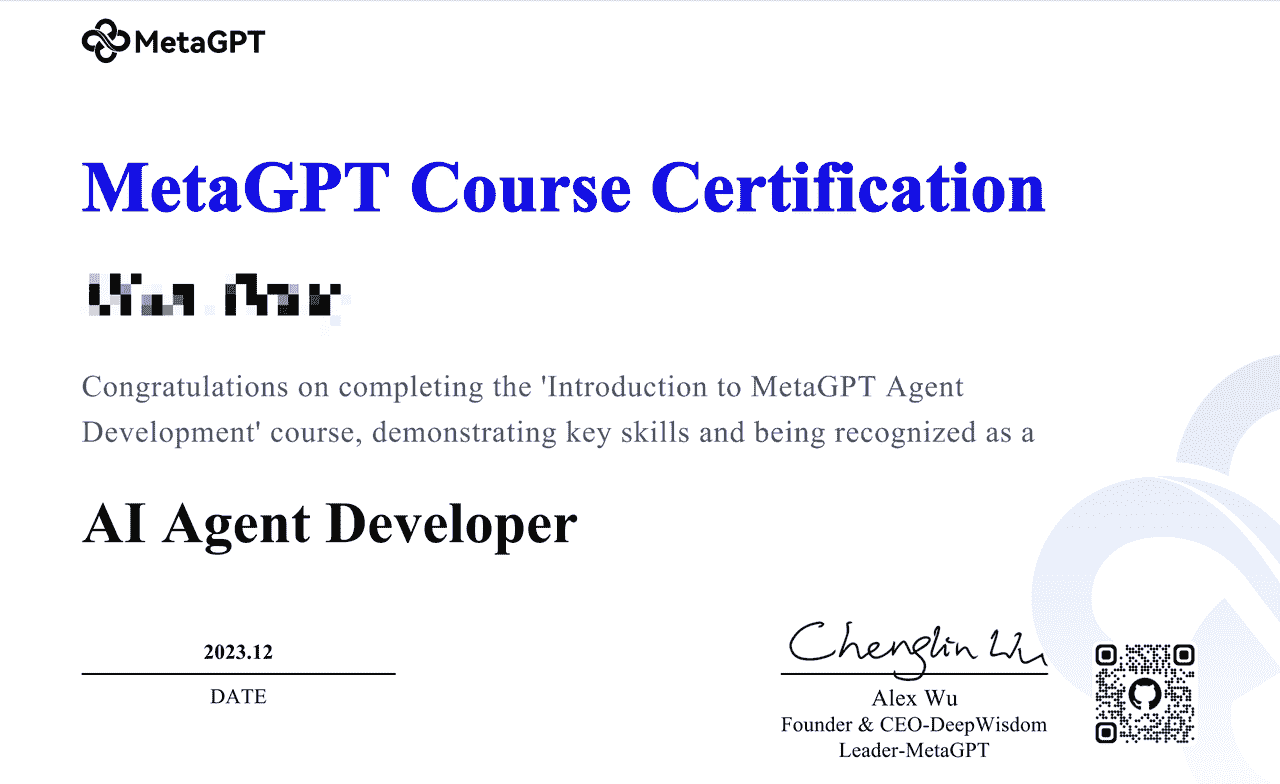 MetaGPT
MetaGPT Course Certification
Congratulations on completing the 'Introduction to MetaGPT Agent
Development' course, demonstrating key skills and being recognized as a
AI Agent Developer
2023.12
DATE
Chenglin Wu
Alex Wu
Founder & CEO-DeepWisdom
Leader-MetaGPT